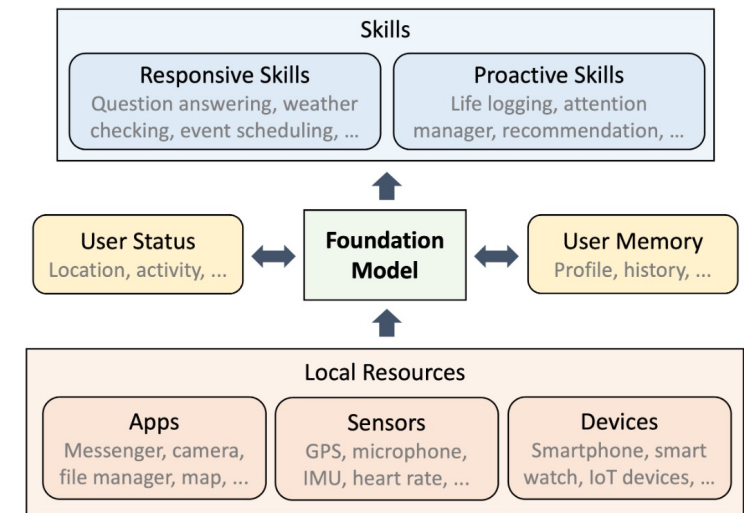 Skills
Responsive Skills
Question answering, weather
checking, event scheduling, ...
Proactive Skills
Life logging, attention
manager, recommendation, ...
User Status
Location, activity, ...
Foundation
Model
User Memory
Profile, history, ...
Local Resources
Apps
Messenger, camera,
file manager, map, ...
Sensors
GPS, microphone,
IMU, heart rate, ...
Devices
Smartphone, smart
watch, IoT devices, ...